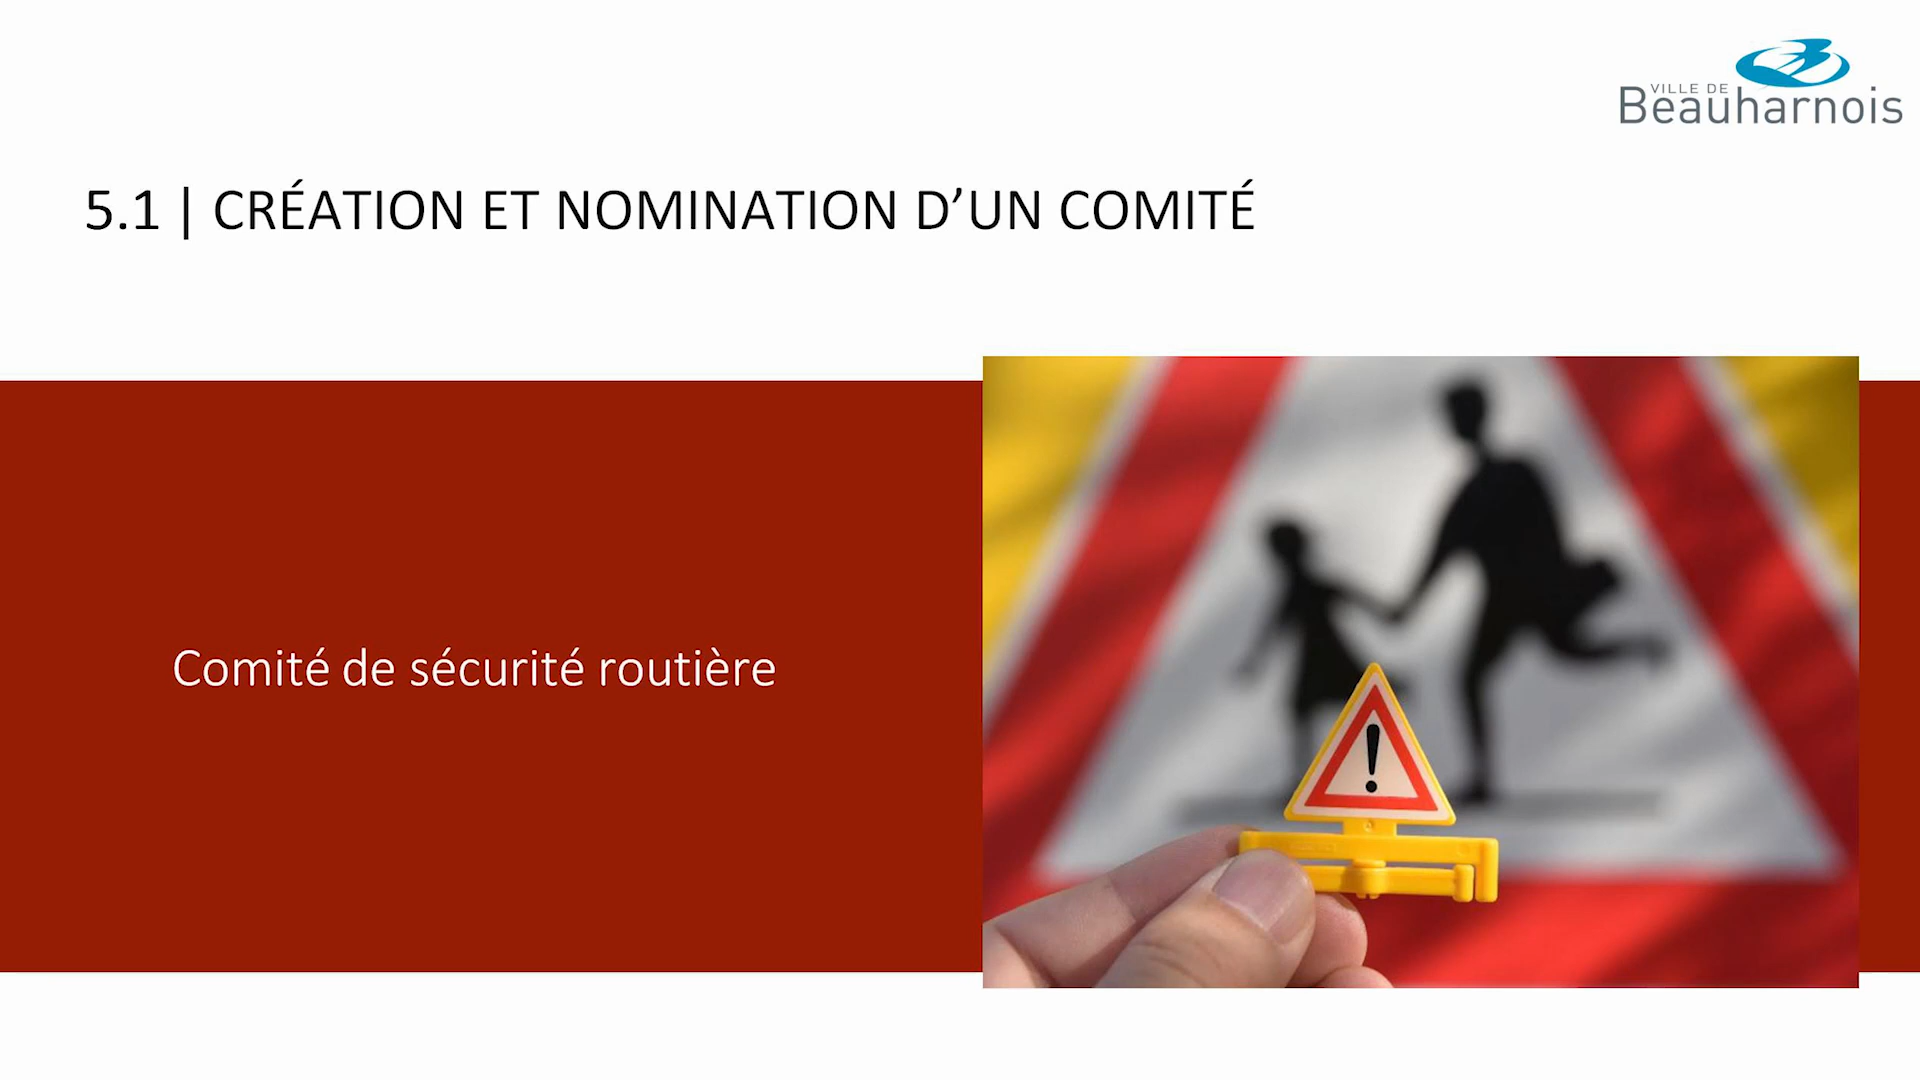 VILLE DE
Beauharnois
5.1 | CRÉATION ET NOMINATION D’UN COMITÉ
Comité de sécurité routière
!